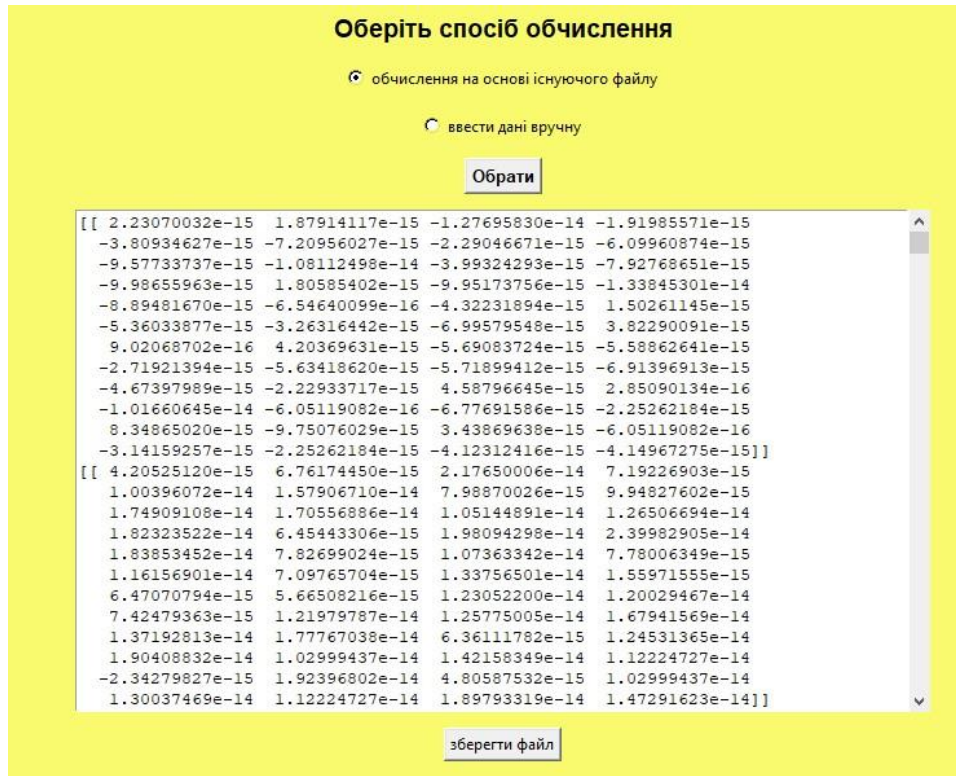 Оберіть спосіб обчислення
обчислення на основі існуючого файлу
ввести дані вручну
Обрати
[[ 2.23070032e-15  1.87914117e-15 -1.27695830e-14 -1.91985571e-15
-3.80934627e-15 -7.20956027e-15 -2.29046671e-15 -6.09960874e-15
-9.57733737e-15 -1.08112498e-14 -3.99324293e-15 -7.92768651e-15
-9.98655963e-15  1.80585402e-15 -9.95173756e-15 -1.33845301e-14
-8.89481670e-15 -6.54640099e-16 -4.32231894e-15  1.50261145e-15
-5.36033877e-15 -3.26316442e-15 -6.99579548e-15  3.82290091e-15
9.02068702e-16  4.20369631e-15 -5.69083724e-15 -5.58862641e-15
-2.71921394e-15 -5.63418620e-15 -5.71899412e-15 -6.91396913e-15
-4.67397989e-15 -2.22933717e-15  4.58796645e-15  2.85090134e-16
-1.01660645e-14 -6.05119082e-16 -6.77691586e-15 -2.25262184e-15
8.34865020e-15 -9.75076029e-15  3.43869638e-15 -6.05119082e-16
-3.14159257e-15 -2.25262184e-15 -4.12312416e-15 -4.14967275e-15]]
[[ 4.20525120e-15  6.76174450e-15  2.17650006e-14  7.19226903e-15
1.00396072e-14  1.57906710e-14  7.98870026e-15  9.94827602e-15
1.74909108e-14  1.70556886e-14  1.05144891e-14  1.26506694e-14
1.82323522e-14  6.45443306e-15  1.98094298e-14  2.39982905e-14
1.83853452e-14  7.82699024e-15  1.07363342e-14  7.78006349e-15
1.16156901e-14  7.09765704e-15  1.33756501e-14  1.55971555e-15
6.47070794e-15  5.66508216e-15  1.23052200e-14  1.20029467e-14
7.42479363e-15  1.21979787e-14  1.25775005e-14  1.67941569e-14
1.37192813e-14  1.77767038e-14  6.36111782e-15  1.24531365e-14
1.90408832e-14  1.02999437e-14  1.42158349e-14  1.12224727e-14
-2.34279827e-15  1.92396802e-14  4.80587532e-15  1.02999437e-14
1.30037469e-14  1.12224727e-14  1.89793319e-14  1.47291623e-14]]
зберегти файл